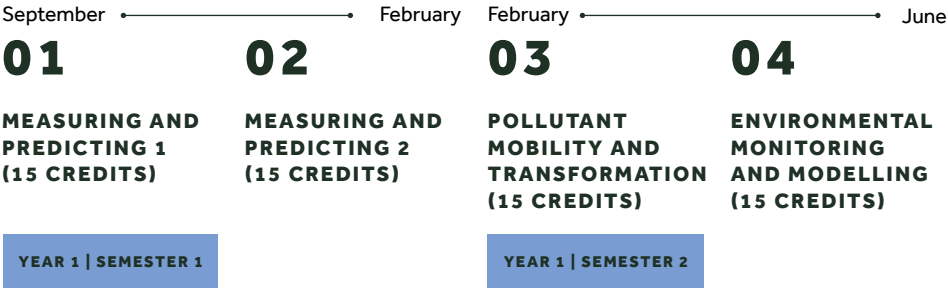 September February February June
01
MEASURING AND
PREDICTING 1
(15 CREDITS)
02
MEASURING AND
PREDICTING 2
(15 CREDITS)
03
POLLUTANT
MOBILITY AND
TRANSFORMATION
(15 CREDITS)
04
ENVIRONMENTAL
MONITORING
AND MODELLING
(15 CREDITS)
YEAR 1 | SEMESTER 1
YEAR 1 | SEMESTER 2